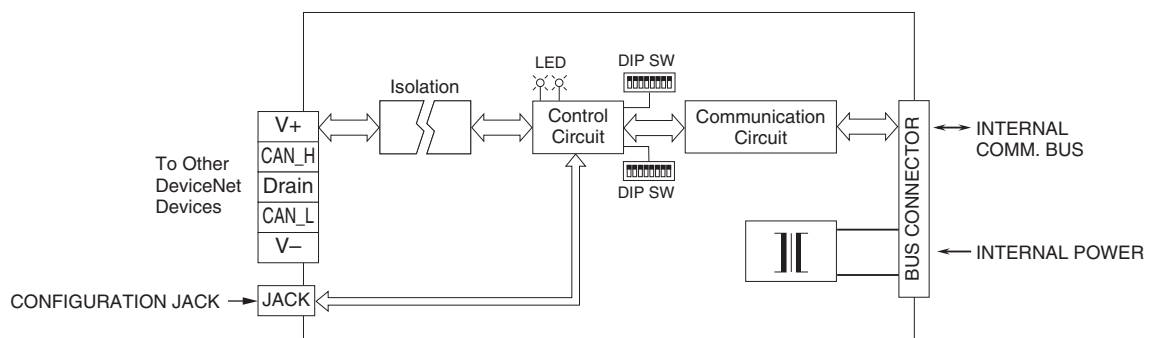 LED
DIP SW
Isolation
Control
Circuit
Communication
Circuit
DIP SW
To Other
DeviceNet
Devices
V+
CAN_H
Drain
CAN_L
V–
CONFIGURATION JACK
JACK
BUS CONNECTOR
INTERNAL
COMM. BUS
INTERNAL POWER